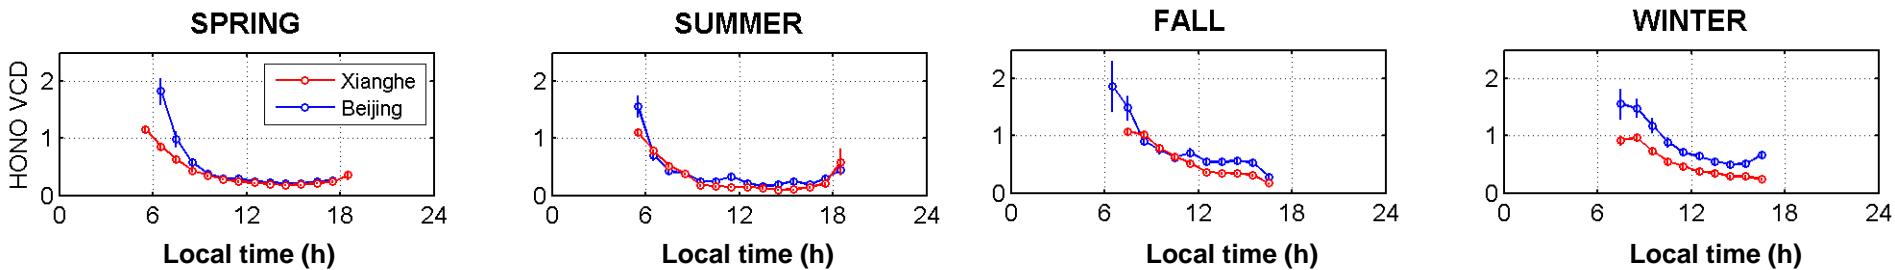 SPRING
SUMMER
FALL
WINTER
HONO VCD
2
1
0
0 6 12 18 24
Xianghe
Beijing
Local time (h)
2
1
0
0 6 12 18 24
Local time (h)
2
1
0
0 6 12 18 24
Local time (h)
2
1
0
0 6 12 18 24
Local time (h)